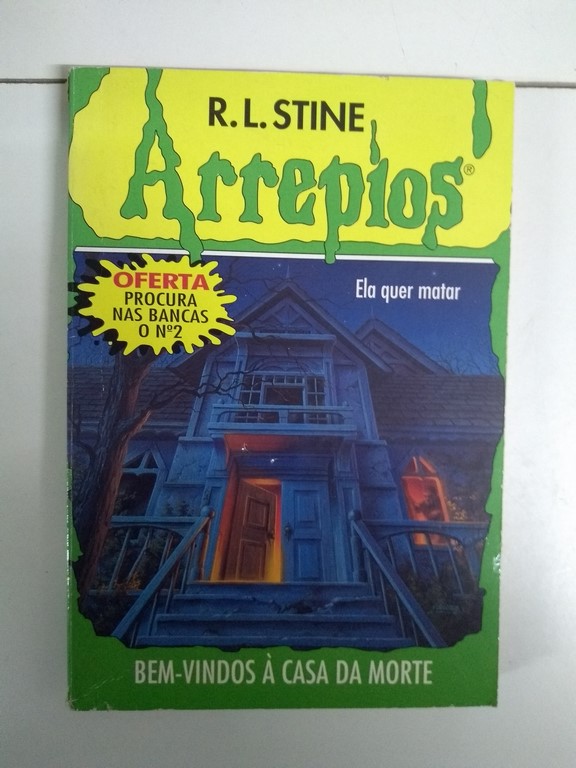 R.L.STINE
Arrepios®
OFERTA
PROCURA
NAS BANCAS
O Nº2
Ela quer matar
BEM-VINDOS À CASA DA MORTE